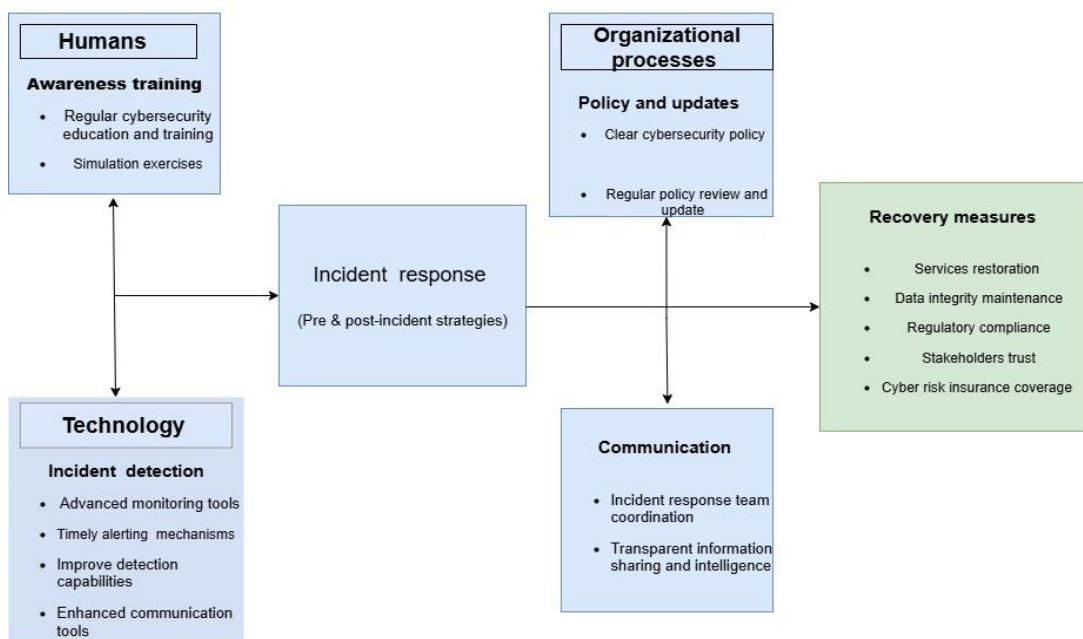 Humans
Awareness training
• Regular cybersecurity
education and training
• Simulation exercises
Organizational
processes
Policy and updates
• Clear cybersecurity policy
• Regular policy review and
update
Incident response
(Pre & post-incident strategies)
Recovery measures
• Services restoration
• Data integrity maintenance
• Regulatory compliance
• Stakeholders trust
• Cyber risk insurance coverage
Technology
Incident detection
• Advanced monitoring tools
• Timely alerting mechanisms
• Improve detection
capabilities
• Enhanced communication
tools
Communication
• Incident response team
coordination
• Transparent information
sharing and intelligence